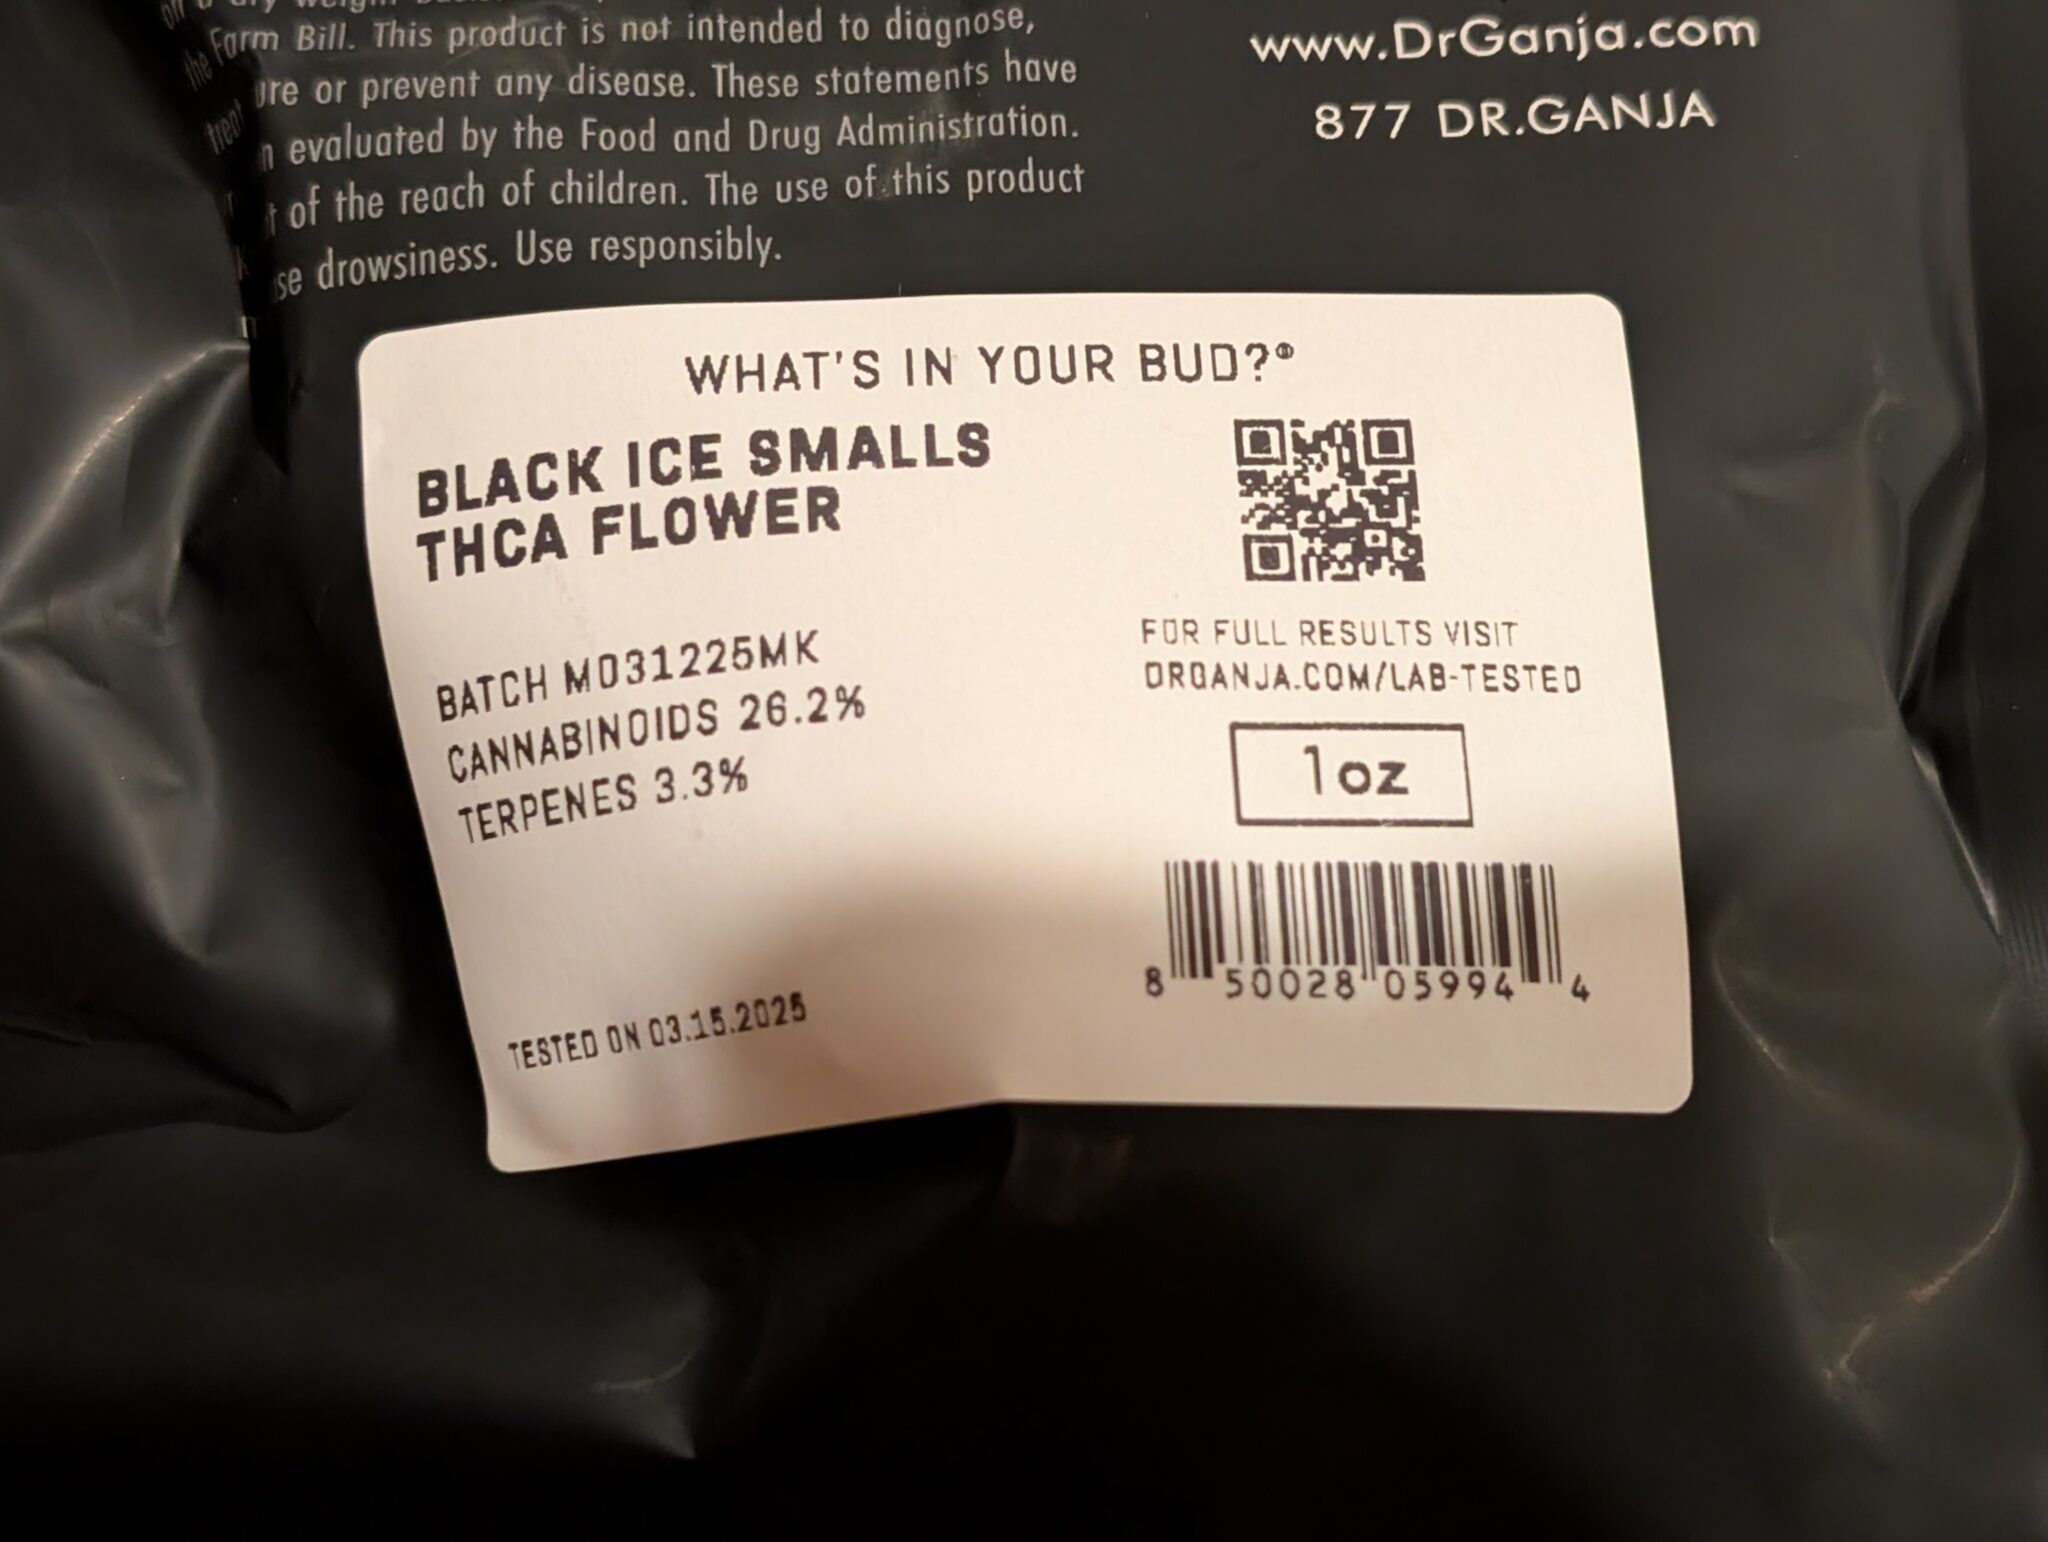 the Farm Bill. This product is not intended to diagnose,
or prevent any disease. These statements have
evaluated by the Food and Drug Administration.
of the reach of children. The use of this product
drowsiness. Use responsibly.
www.DrGanja.com
877 DR.GANJA
WHAT'S IN YOUR BUD?®
BLACK ICE SMALLS
THCA FLOWER
BATCH M031225MK
CANNABINOIDS 26.2%
TERPENES 3.3%
TESTED ON 03.15.2025
FOR FULL RESULTS VISIT
DRGANJA.COM/LAB-TESTED
1oz
8 50028 05994 4